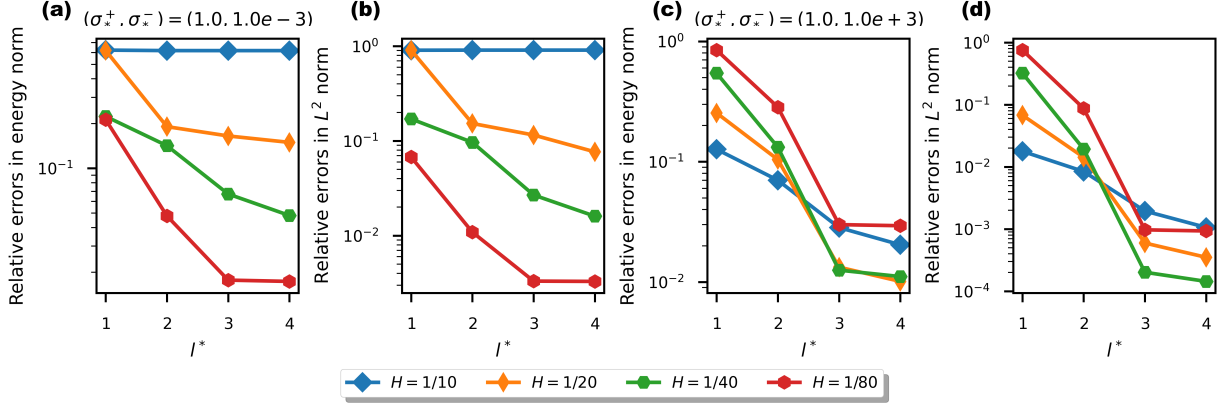 (a) (σ*⁺, σ*⁻) = (1.0, 1.0e − 3)
Relative errors in energy norm
10⁻¹
1 2 3 4
l*
(b)
Relative errors in L² norm
10⁰
10⁻¹
10⁻²
1 2 3 4
l*
(c) (σ*⁺, σ*⁻) = (1.0, 1.0e + 3)
Relative errors in energy norm
10⁰
10⁻¹
10⁻²
1 2 3 4
l*
(d)
Relative errors in L² norm
10⁰
10⁻¹
10⁻²
10⁻³
10⁻⁴
1 2 3 4
l*
H = 1/10 H = 1/20 H = 1/40 H = 1/80